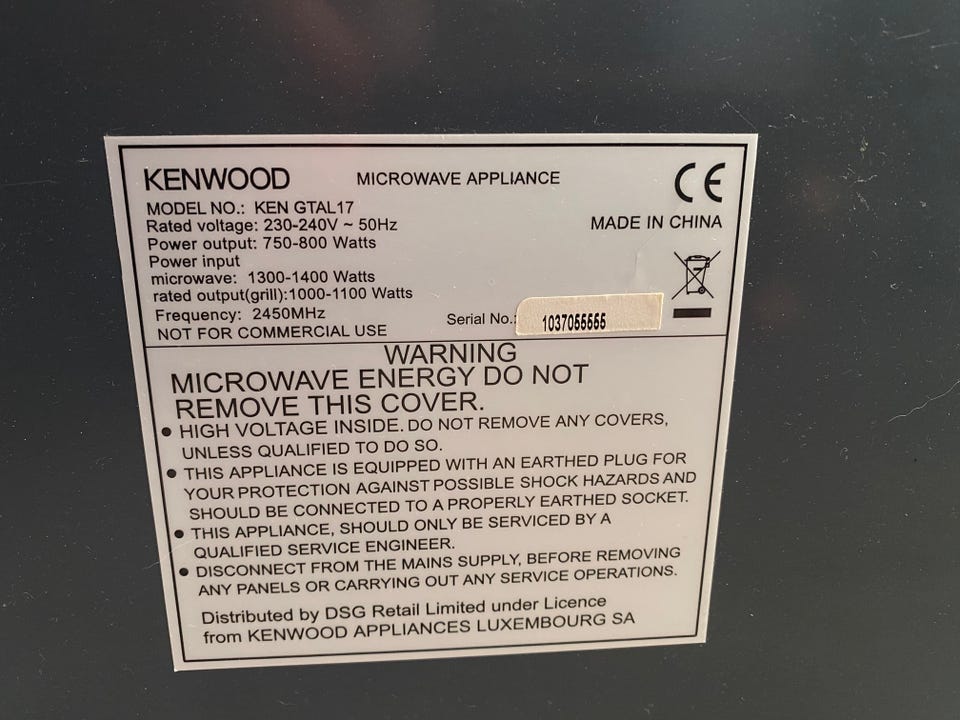 KENWOOD MICROWAVE APPLIANCE CE
MODEL NO.: KEN GTAL17
Rated voltage: 230-240V ~ 50Hz MADE IN CHINA
Power output: 750-800 Watts
Power input
microwave: 1300-1400 Watts
rated output(grill):1000-1100 Watts
Frequency: 2450MHz Serial No.: 1037055555
NOT FOR COMMERCIAL USE
WARNING
MICROWAVE ENERGY DO NOT
REMOVE THIS COVER.
• HIGH VOLTAGE INSIDE. DO NOT REMOVE ANY COVERS,
UNLESS QUALIFIED TO DO SO.
• THIS APPLIANCE IS EQUIPPED WITH AN EARTHED PLUG FOR
YOUR PROTECTION AGAINST POSSIBLE SHOCK HAZARDS AND
SHOULD BE CONNECTED TO A PROPERLY EARTHED SOCKET.
• THIS APPLIANCE, SHOULD ONLY BE SERVICED BY A
QUALIFIED SERVICE ENGINEER.
• DISCONNECT FROM THE MAINS SUPPLY, BEFORE REMOVING
ANY PANELS OR CARRYING OUT ANY SERVICE OPERATIONS.
Distributed by DSG Retail Limited under Licence
from KENWOOD APPLIANCES LUXEMBOURG SA